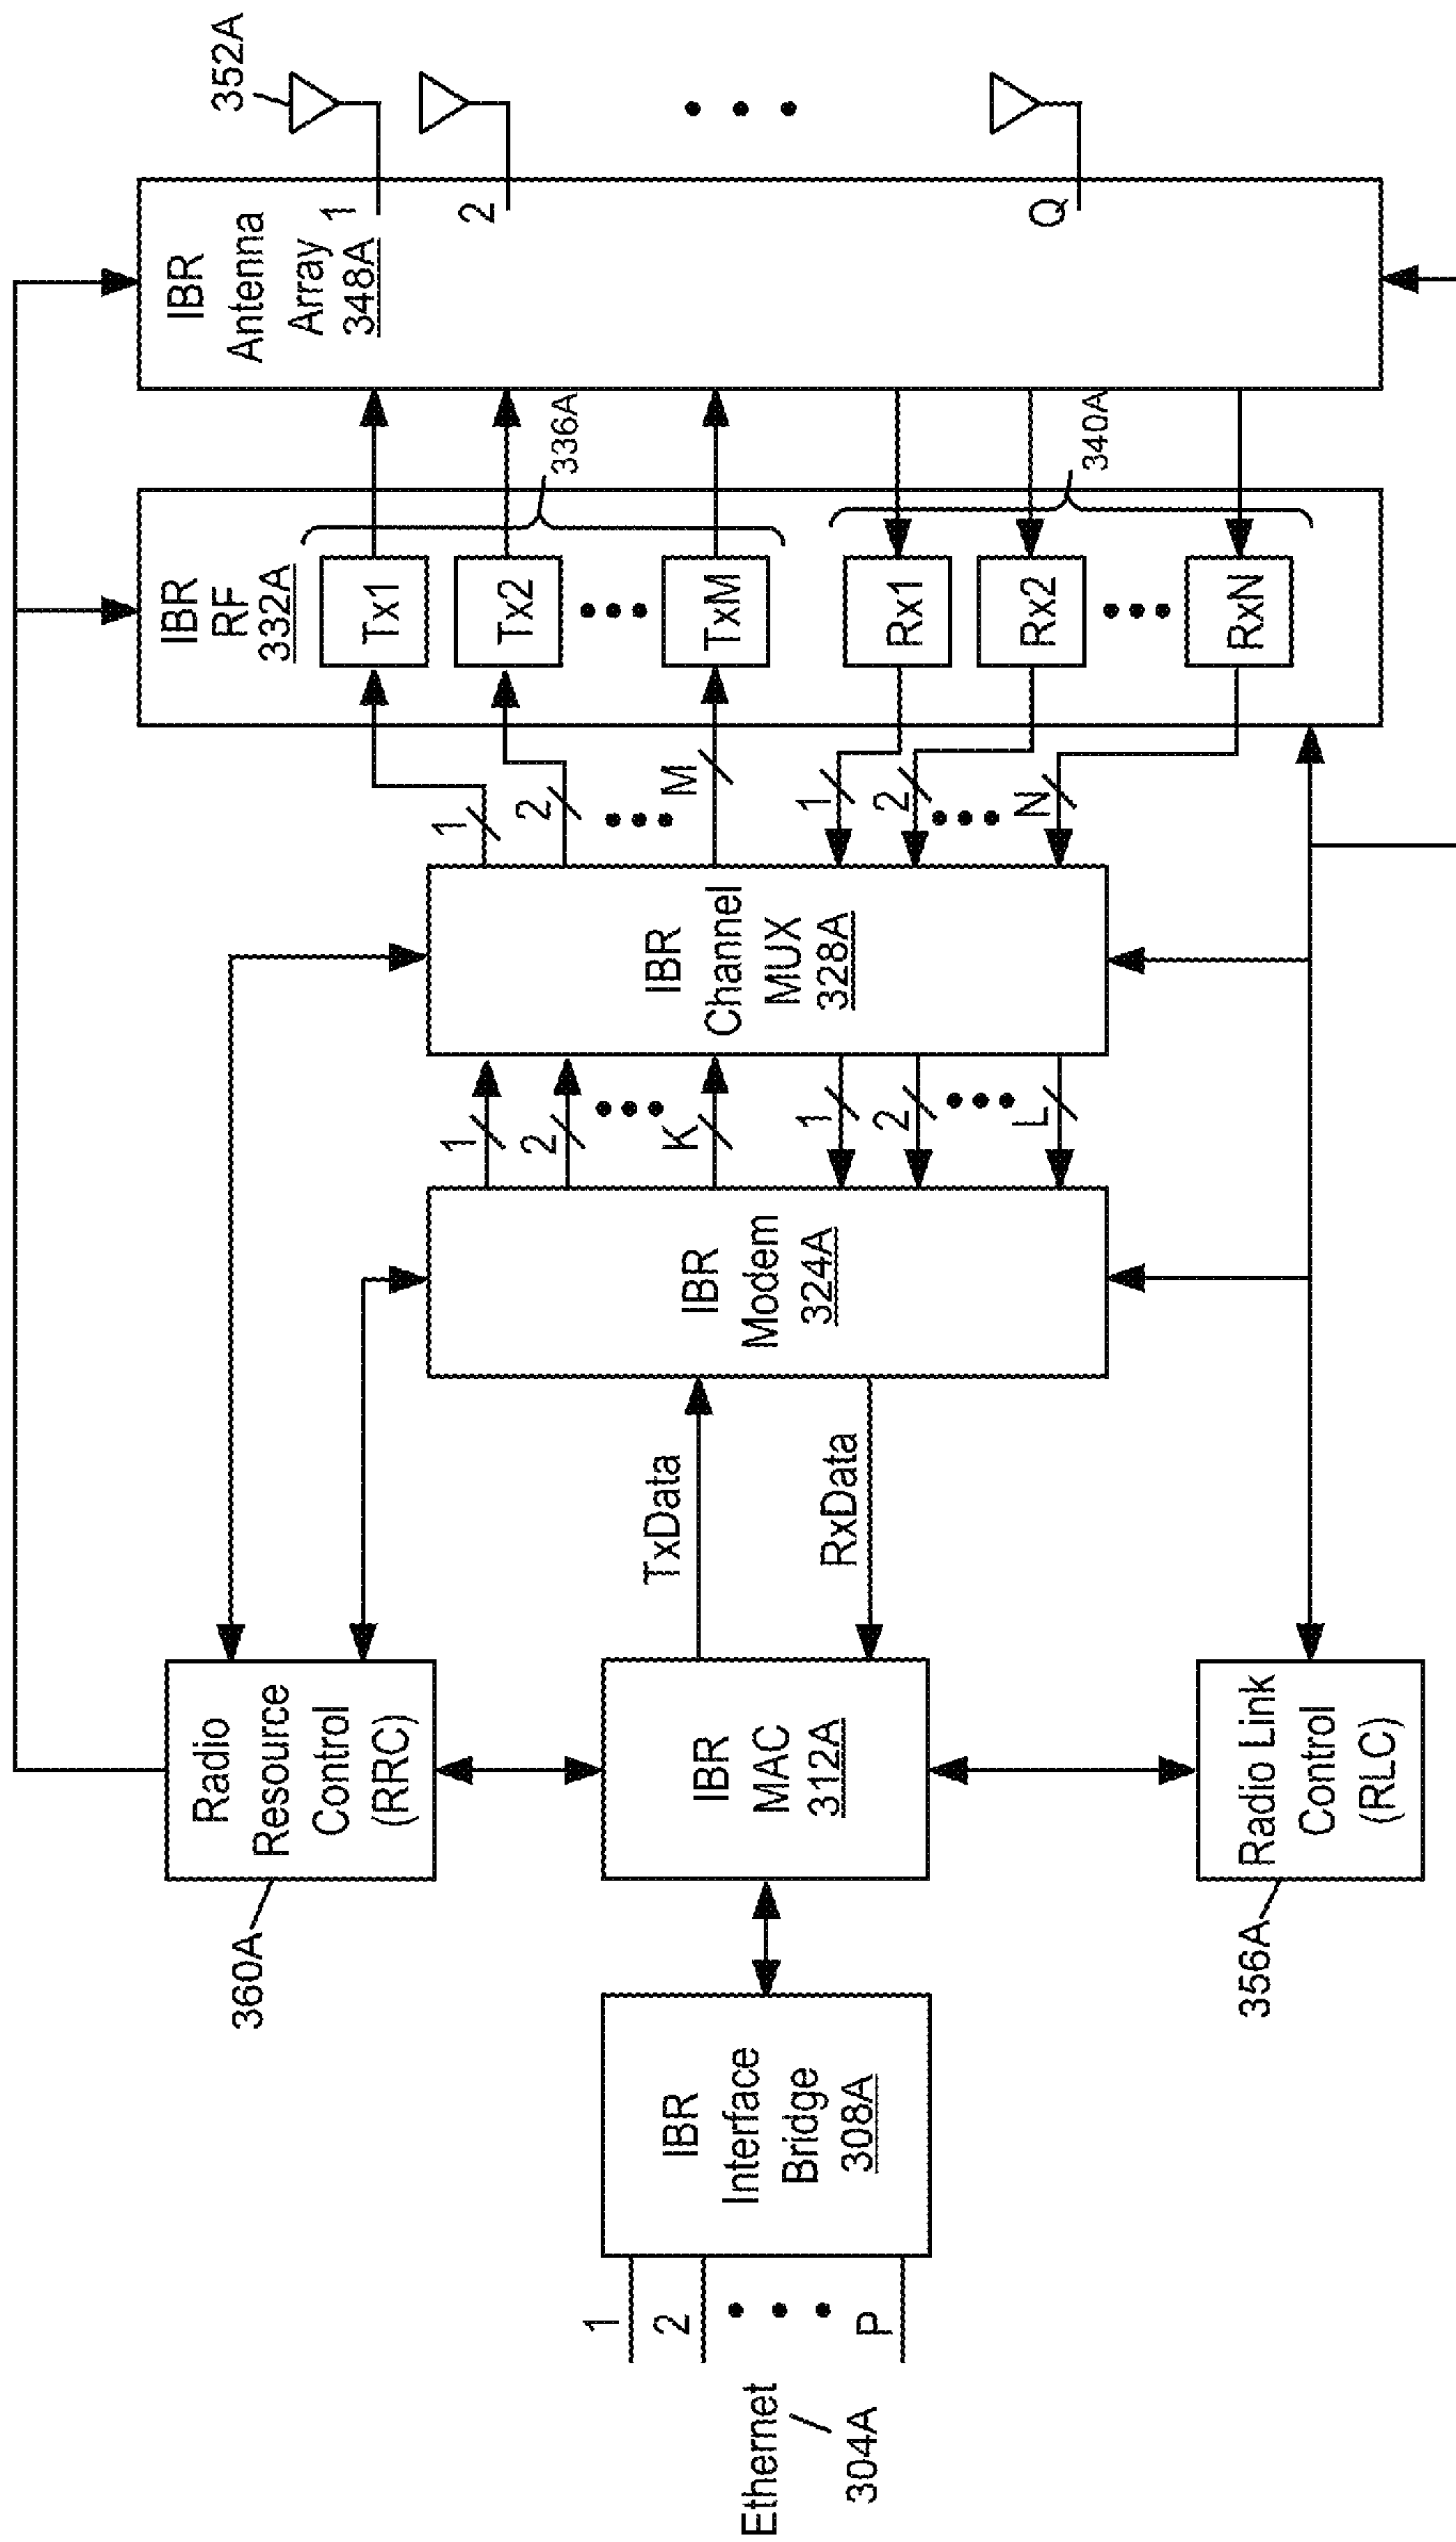 360A
Radio
Resource
Control
(RRC)
Ethernet
304A
1
2
P
IBR
Interface
Bridge
308A
IBR
MAC
312A
356A
Radio Link
Control
(RLC)
TxData
RxData
IBR
Modem
324A
1
2
K
1
2
L
IBR
Channel
MUX
328A
1
2
M
1
2
N
IBR
RF
332A
Tx1
Tx2
TxM
Rx1
Rx2
RxN
336A
340A
IBR
Antenna
Array
348A
1
2
Q
352A